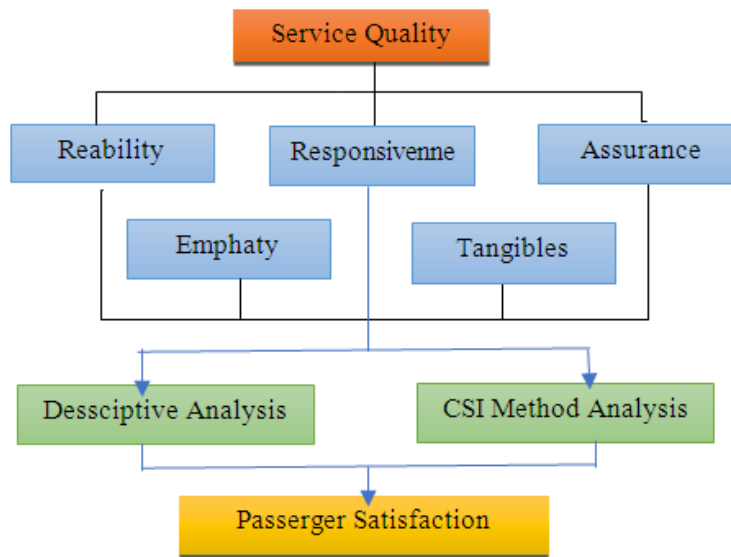 Service Quality
Reability
Responsivenne
Assurance
Emphaty
Tangibles
Dessciptive Analysis
CSI Method Analysis
Passerger Satisfaction